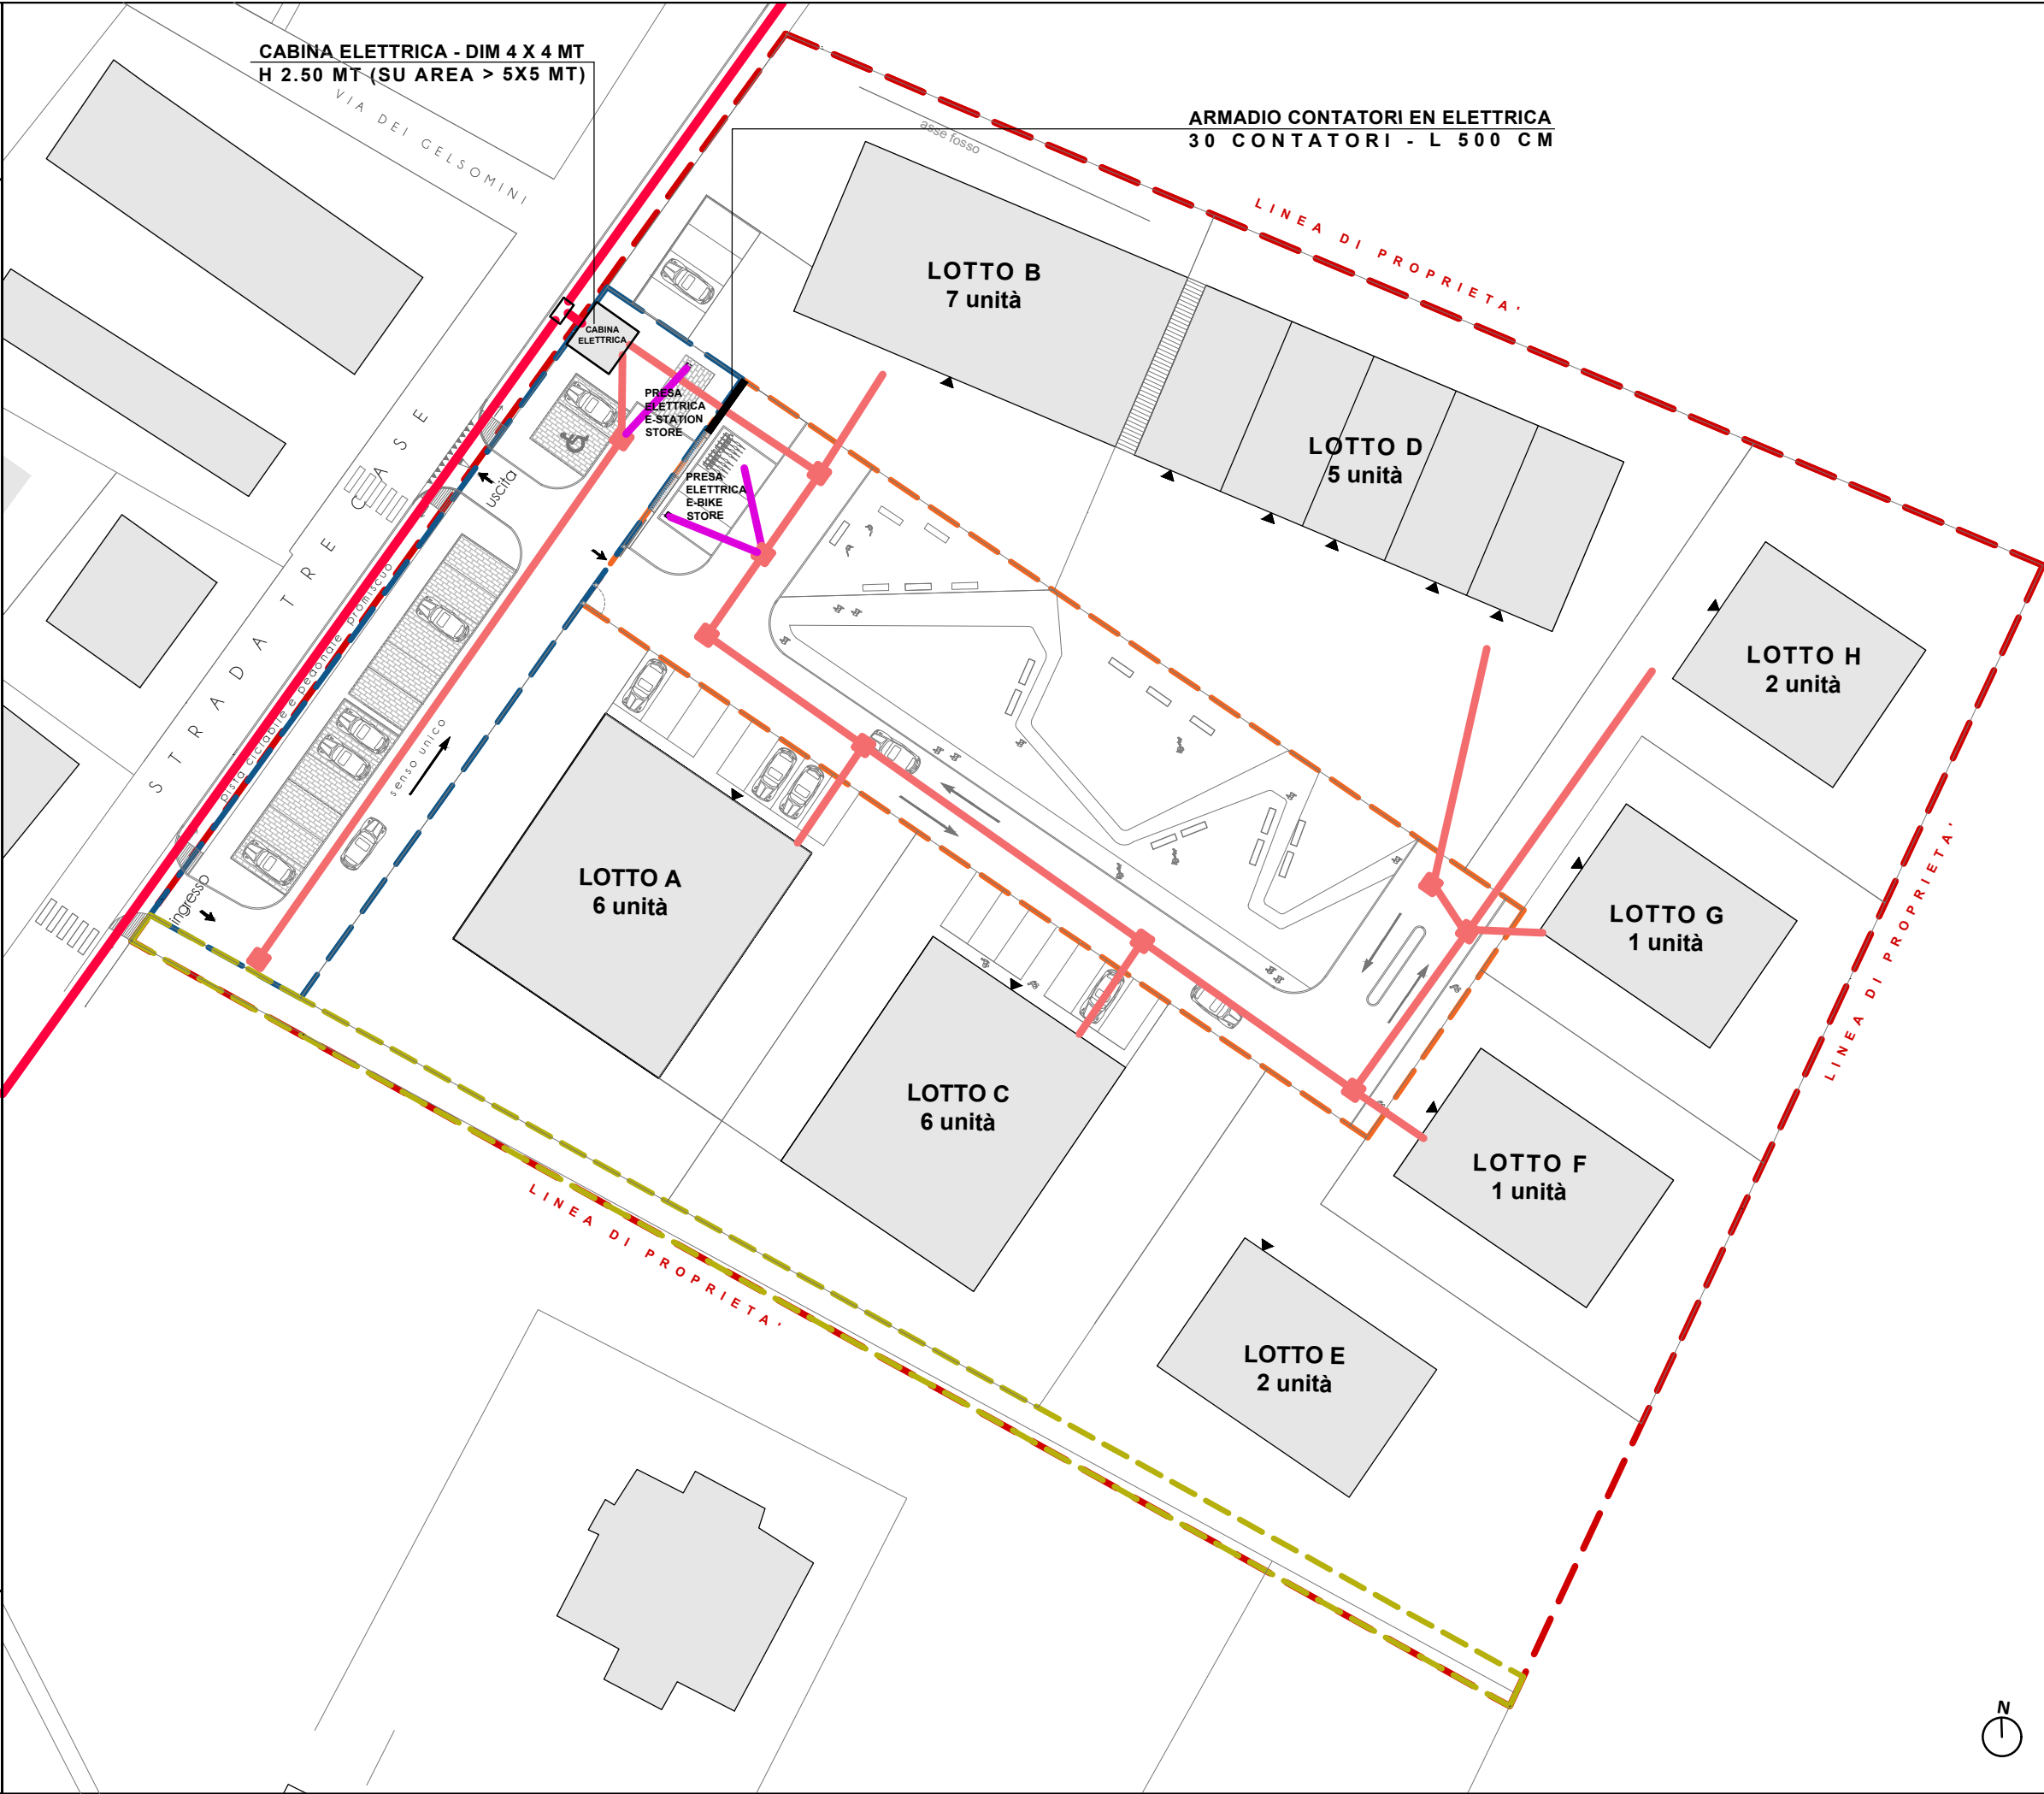 CABINA ELETTRICA - DIM 4 X 4 MT
H 2.50 MT (SU AREA > 5X5 MT)
VIA DEI GELSOMINI
ARMADIO CONTATORI EN ELETTRICA
30 CONTATORI - L 500 CM
asse fosso
LINEA DI PROPRIETA'
LOTTO B
7 unità
CABINA
ELETTRICA
PRESA
ELETTRICA
E-STATION
STORE
LOTTO D
5 unità
STRADA TRE CASE
uscita
PRESA
ELETTRICA
E-BIKE
STORE
pista ciclabile e pedonale - promiscuo
senso unico
LOTTO H
2 unità
LOTTO A
6 unità
ingresso
LOTTO G
1 unità
LINEA DI PROPRIETA'
LOTTO C
6 unità
LOTTO F
1 unità
LINEA DI PROPRIETA'
LOTTO E
2 unità
N